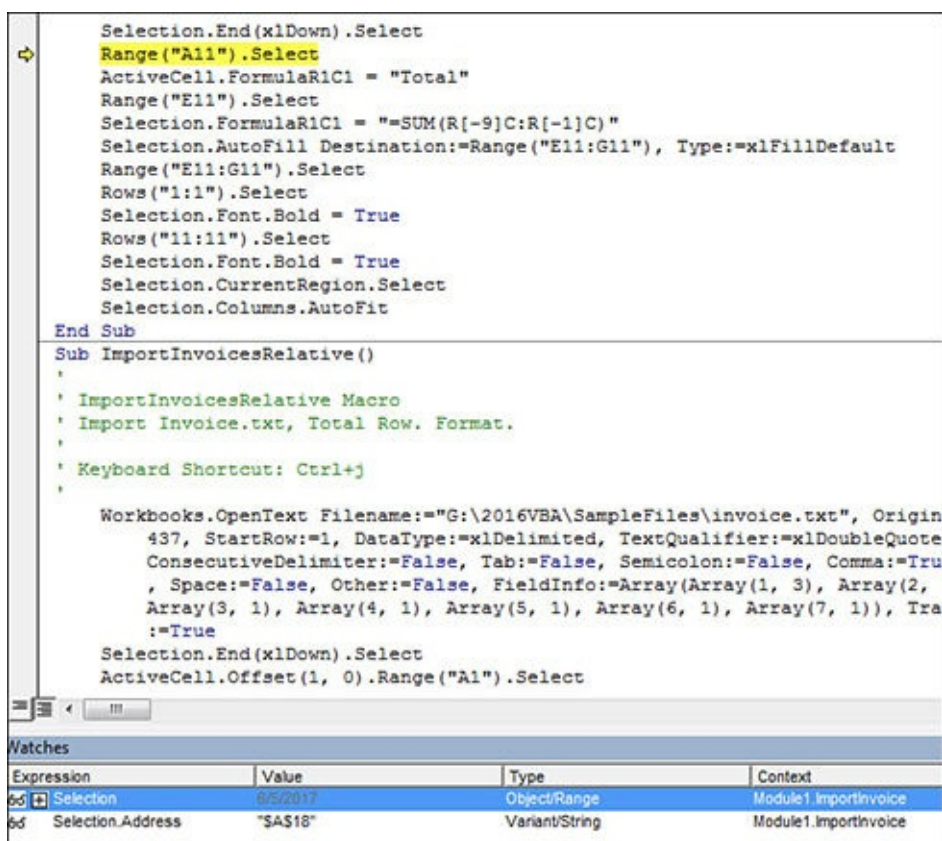 Selection.End(xlDown).Select
Range("A11").Select
ActiveCell.FormulaR1C1 = "Total"
Range("E11").Select
Selection.FormulaR1C1 = "=SUM(R[-9]C:R[-1]C)"
Selection.AutoFill Destination:=Range("E11:G11"), Type:=xlFillDefault
Range("E11:G11").Select
Rows("1:1").Select
Selection.Font.Bold = True
Rows("11:11").Select
Selection.Font.Bold = True
Selection.CurrentRegion.Select
Selection.Columns.AutoFit
End Sub
Sub ImportInvoicesRelative()
'
' ImportInvoicesRelative Macro
' Import Invoice.txt, Total Row. Format.
'
' Keyboard Shortcut: Ctrl+j
'
Workbooks.OpenText Filename:="G:\2016VBA\SampleFiles\invoice.txt", Origin
437, StartRow:=1, DataType:=xlDelimited, TextQualifier:=xlDoubleQuote
ConsecutiveDelimiter:=False, Tab:=False, Semicolon:=False, Comma:=Tru
, Space:=False, Other:=False, FieldInfo:=Array(Array(1, 3), Array(2,
Array(3, 1), Array(4, 1), Array(5, 1), Array(6, 1), Array(7, 1)), Tra
:=True
Selection.End(xlDown).Select
ActiveCell.Offset(1, 0).Range("A1").Select
Watches
Expression Value Type Context
Selection 6/5/2017 Object/Range Module1.ImportInvoice
Selection.Address "$A$18" Variant/String Module1.ImportInvoice